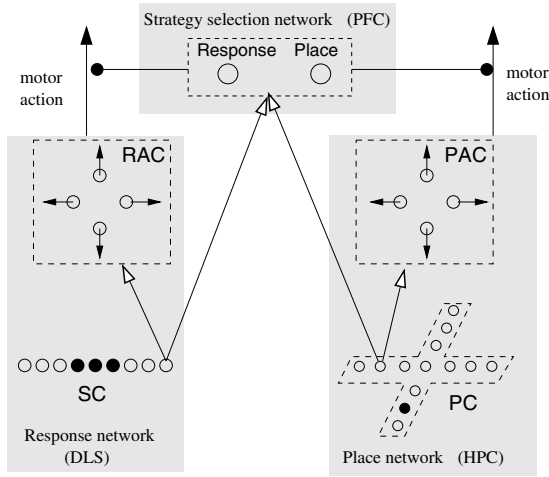 Strategy selection network (PFC)
Response Place
motor
action
motor
action
RAC
PAC
SC
PC
Response network
(DLS)
Place network (HPC)